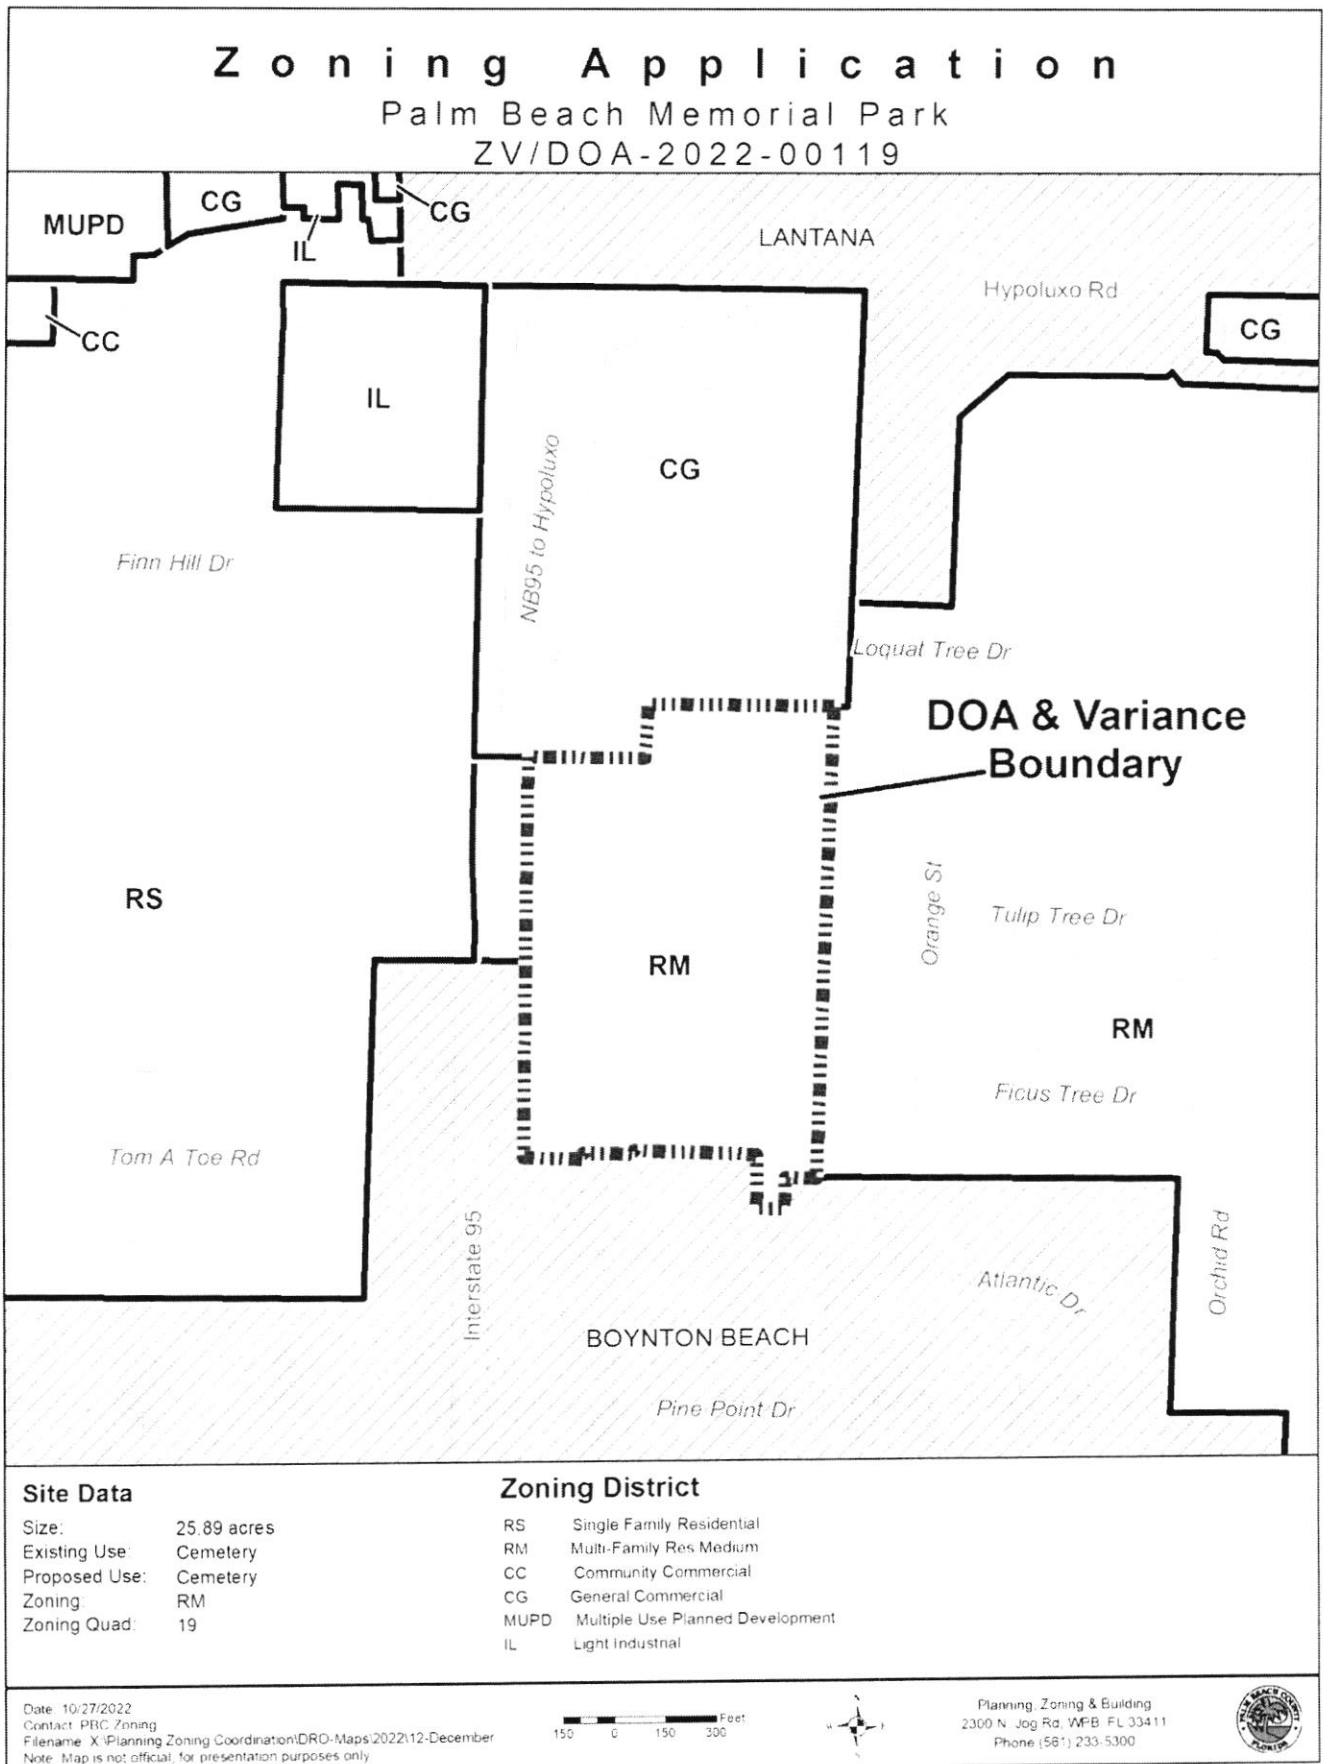 Zoning Application
Palm Beach Memorial Park
ZV/DOA-2022-00119
MUPD
CG
IL
CG
LANTANA
Hypoluxo Rd
CC
CG
IL
CG
NB95 to Hypoluxo
Finn Hill Dr
Loquat Tree Dr
DOA & Variance
Boundary
RS
Orange St
Tulip Tree Dr
RM
RM
Ficus Tree Dr
Tom A Toe Rd
Interstate 95
Atlantic Dr
Orchid Rd
BOYNTON BEACH
Pine Point Dr
Site Data
Size: 25.89 acres
Existing Use: Cemetery
Proposed Use: Cemetery
Zoning: RM
Zoning Quad: 19
Zoning District
RS Single Family Residential
RM Multi-Family Res Medium
CC Community Commercial
CG General Commercial
MUPD Multiple Use Planned Development
IL Light Industrial
Date: 10/27/2022
Contact: PBC Zoning
Filename: X:\Planning Zoning Coordination\DRO-Maps\2022\12-December
Note: Map is not official, for presentation purposes only
Feet
150 0 150 300
Planning, Zoning & Building
2300 N. Jog Rd, WPB, FL 33411
Phone (561) 233-5300
PALM BEACH COUNTY
FLORIDA